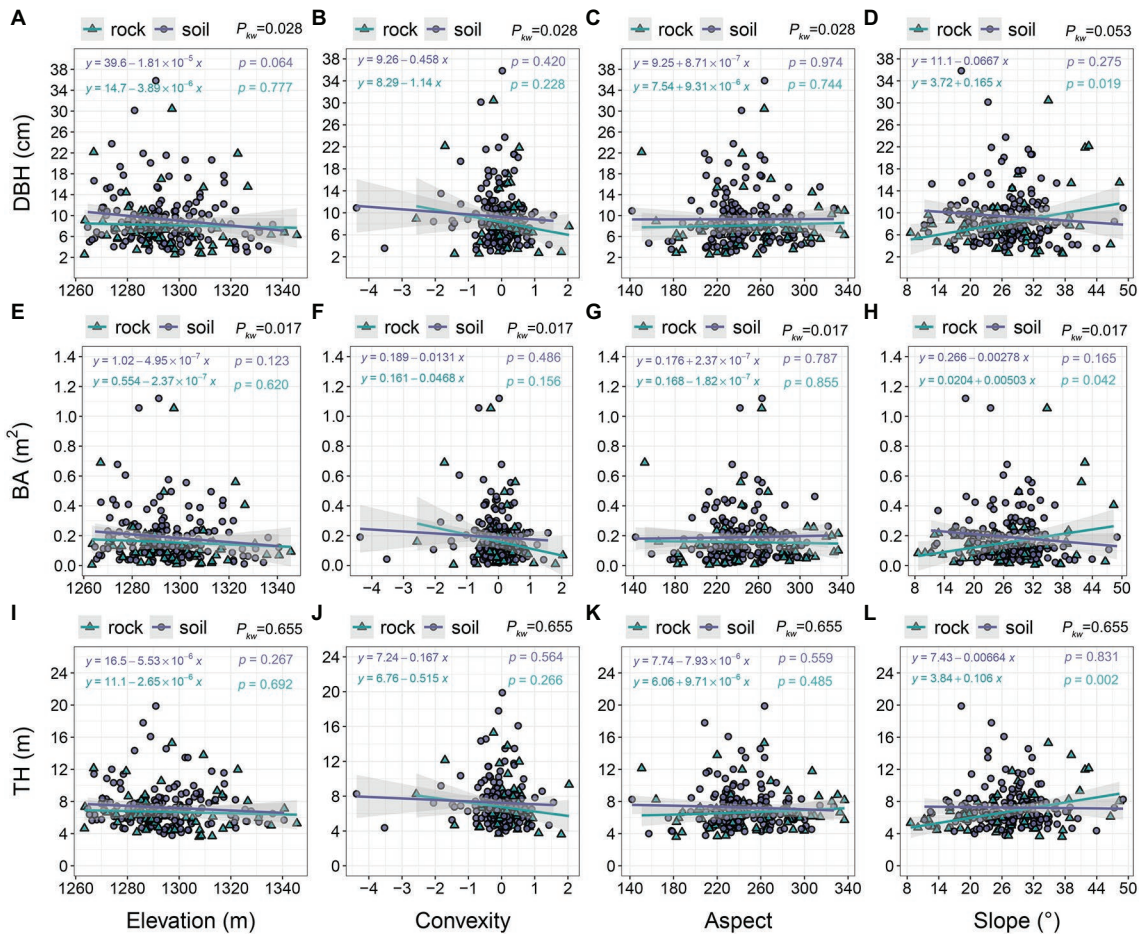 A rock soil Pkw=0.028
B rock soil Pkw=0.028
C rock soil Pkw=0.028
D rock soil Pkw=0.053
y = 39.6 − 1.81×10⁻⁵ x p = 0.064
y = 14.7 − 3.89×10⁻⁶ x p = 0.777
y = 9.26 − 0.458 x p = 0.420
y = 8.29 − 1.14 x p = 0.228
y = 9.25 + 8.71×10⁻⁷ x p = 0.974
y = 7.54 + 9.31×10⁻⁶ x p = 0.744
y = 11.1 − 0.0667 x p = 0.275
y = 3.72 + 0.165 x p = 0.019
DBH (cm)
38 34 30 26 22 18 14 10 6 2
1260 1280 1300 1320 1340
−4 −3 −2 −1 0 1 2
140 180 220 260 300 340
8 14 20 26 32 38 44 50
E rock soil Pkw=0.017
F rock soil Pkw=0.017
G rock soil Pkw=0.017
H rock soil Pkw=0.017
y = 1.02 − 4.95×10⁻⁷ x p = 0.123
y = 0.554 − 2.37×10⁻⁷ x p = 0.620
y = 0.189 − 0.0131 x p = 0.486
y = 0.161 − 0.0468 x p = 0.156
y = 0.176 + 2.37×10⁻⁷ x p = 0.787
y = 0.168 − 1.82×10⁻⁷ x p = 0.855
y = 0.266 − 0.00278 x p = 0.165
y = 0.0204 + 0.00503 x p = 0.042
BA (m²)
1.4 1.2 1.0 0.8 0.6 0.4 0.2 0.0
1260 1280 1300 1320 1340
−4 −3 −2 −1 0 1 2
140 180 220 260 300 340
8 14 20 26 32 38 44 50
I rock soil Pkw=0.655
J rock soil Pkw=0.655
K rock soil Pkw=0.655
L rock soil Pkw=0.655
y = 16.5 − 5.53×10⁻⁶ x p = 0.267
y = 11.1 − 2.65×10⁻⁶ x p = 0.692
y = 7.24 − 0.167 x p = 0.564
y = 6.76 − 0.515 x p = 0.266
y = 7.74 − 7.93×10⁻⁶ x p = 0.559
y = 6.06 + 9.71×10⁻⁶ x p = 0.485
y = 7.43 − 0.00664 x p = 0.831
y = 3.84 + 0.106 x p = 0.002
TH (m)
24 20 16 12 8 4 0
1260 1280 1300 1320 1340
−4 −3 −2 −1 0 1 2
140 180 220 260 300 340
8 14 20 26 32 38 44 50
Elevation (m) Convexity Aspect Slope (°)